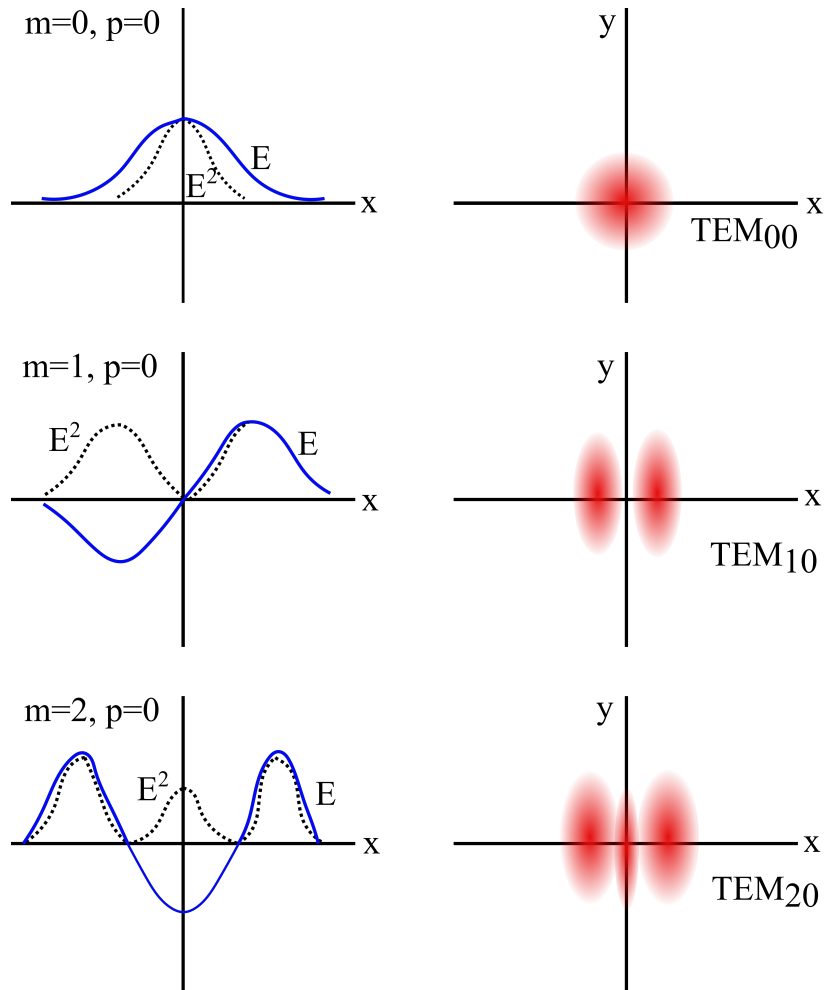 m=0, p=0
E
E²
x
y
x
TEM₀₀
m=1, p=0
E²
E
x
y
x
TEM₁₀
m=2, p=0
E²
E
x
y
x
TEM₂₀